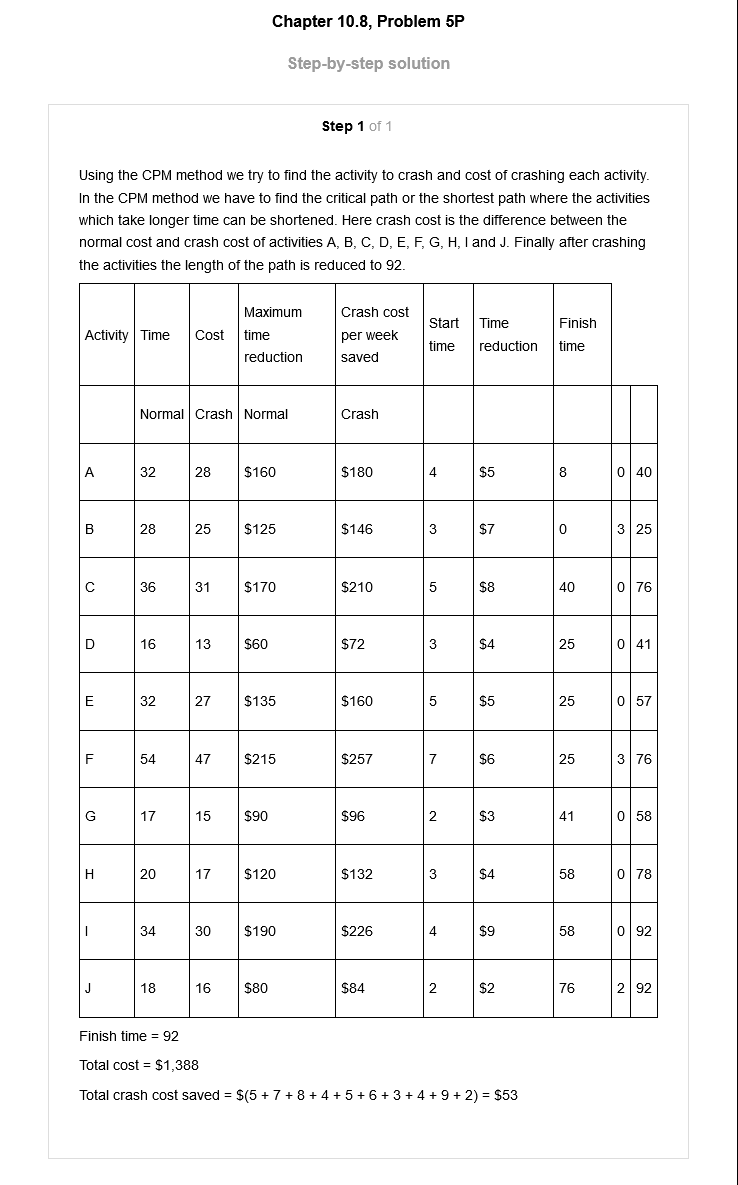 Chapter 10.8, Problem 5P
Step-by-step solution
Step 1 of 1
Using the CPM method we try to find the activity to crash and cost of crashing each activity.
In the CPM method we have to find the critical path or the shortest path where the activities
which take longer time can be shortened. Here crash cost is the difference between the
normal cost and crash cost of activities A, B, C, D, E, F, G, H, I and J. Finally after crashing
the activities the length of the path is reduced to 92.
Activity Time Cost Maximum time reduction Crash cost per week saved Start time Time reduction Finish time
Normal Crash Normal Crash
A 32 28 $160 $180 4 $5 8 0 40
B 28 25 $125 $146 3 $7 0 3 25
C 36 31 $170 $210 5 $8 40 0 76
D 16 13 $60 $72 3 $4 25 0 41
E 32 27 $135 $160 5 $5 25 0 57
F 54 47 $215 $257 7 $6 25 3 76
G 17 15 $90 $96 2 $3 41 0 58
H 20 17 $120 $132 3 $4 58 0 78
I 34 30 $190 $226 4 $9 58 0 92
J 18 16 $80 $84 2 $2 76 2 92
Finish time = 92
Total cost = $1,388
Total crash cost saved = $(5 + 7 + 8 + 4 + 5 + 6 + 3 + 4 + 9 + 2) = $53